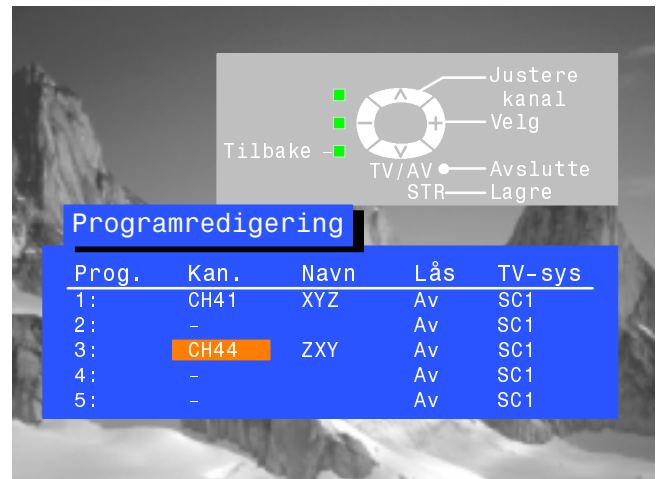 Justere
kanal
Velg
Tilbake
TV/AV Avslutte
STR Lagre
Programredigering
Prog. Kan. Navn Lås TV-sys
1: CH41 XYZ Av SC1
2: – Av SC1
3: CH44 ZXY Av SC1
4: – Av SC1
5: – Av SC1